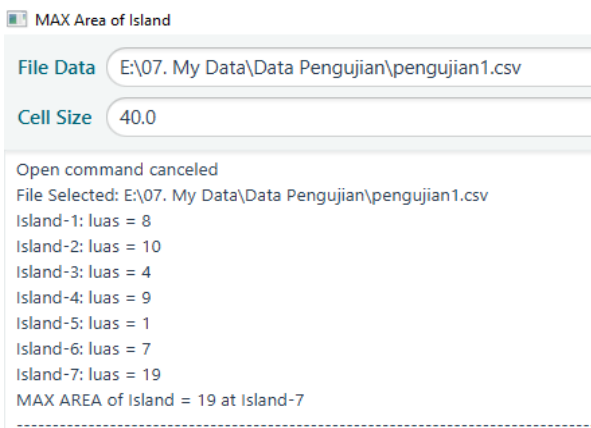 MAX Area of Island
File Data E:\07. My Data\Data Pengujian\pengujian1.csv
Cell Size 40.0
Open command canceled
File Selected: E:\07. My Data\Data Pengujian\pengujian1.csv
Island-1: luas = 8
Island-2: luas = 10
Island-3: luas = 4
Island-4: luas = 9
Island-5: luas = 1
Island-6: luas = 7
Island-7: luas = 19
MAX AREA of Island = 19 at Island-7
--------------------------------------------------------------------------------